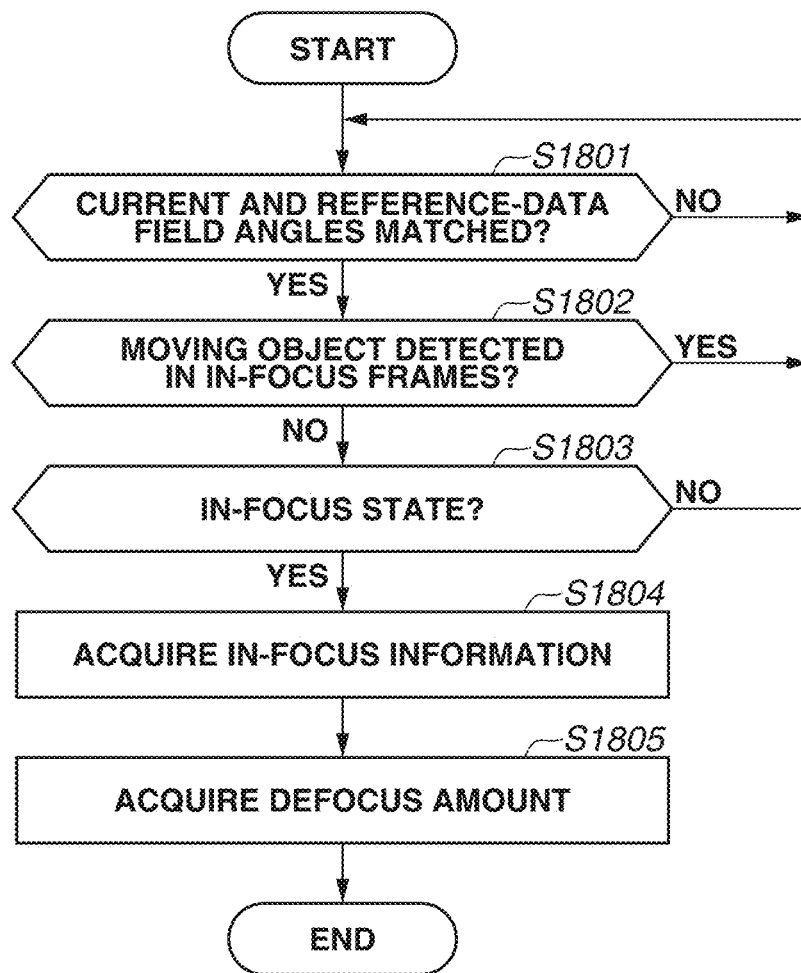 START
S1801
CURRENT AND REFERENCE-DATA
FIELD ANGLES MATCHED?
NO
YES
S1802
MOVING OBJECT DETECTED
IN IN-FOCUS FRAMES?
YES
NO
S1803
IN-FOCUS STATE?
NO
YES
S1804
ACQUIRE IN-FOCUS INFORMATION
S1805
ACQUIRE DEFOCUS AMOUNT
END